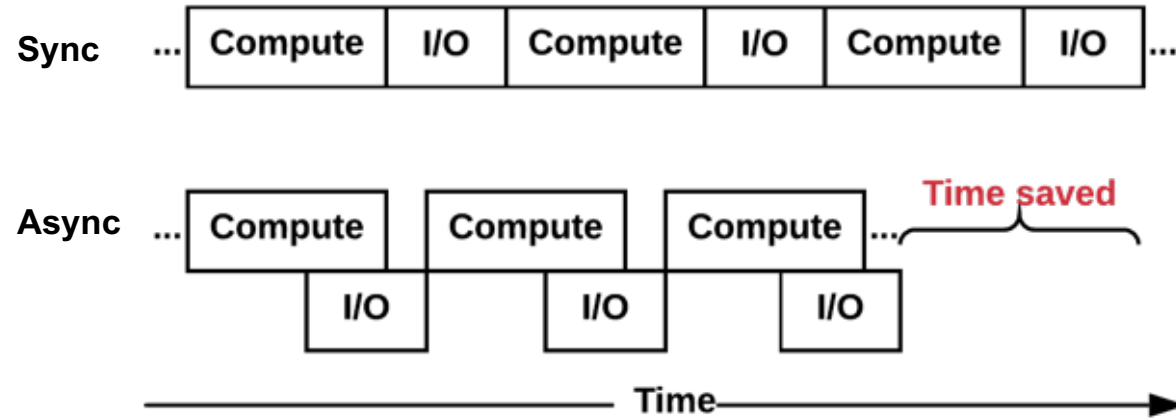 Sync ... Compute I/O Compute I/O Compute I/O ...
Time saved
Async ... Compute Compute Compute ...
I/O I/O I/O
Time